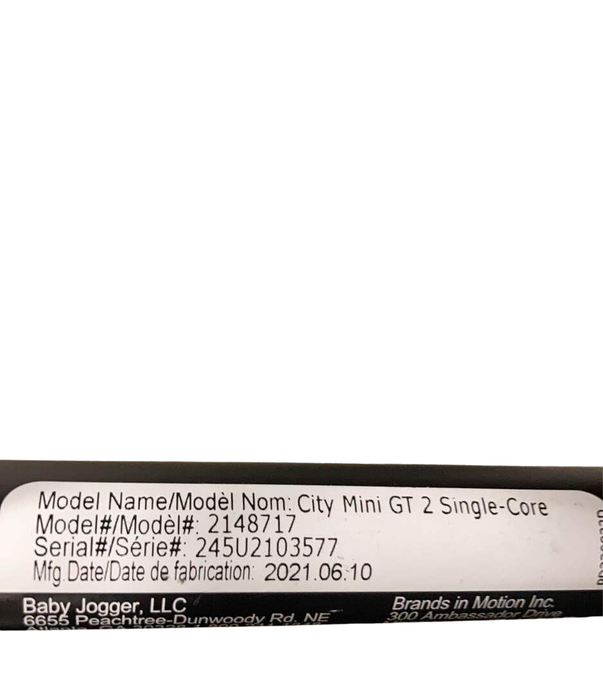 Model Name/Modèl Nom: City Mini GT 2 Single-Core
Model#/Modèl#: 2148717
Serial#/Série#: 245U2103577
Mfg.Date/Date de fabrication: 2021.06.10
Baby Jogger, LLC
6655 Peachtree-Dunwoody Rd. NE
Brands in Motion Inc.
300 Ambassador Drive